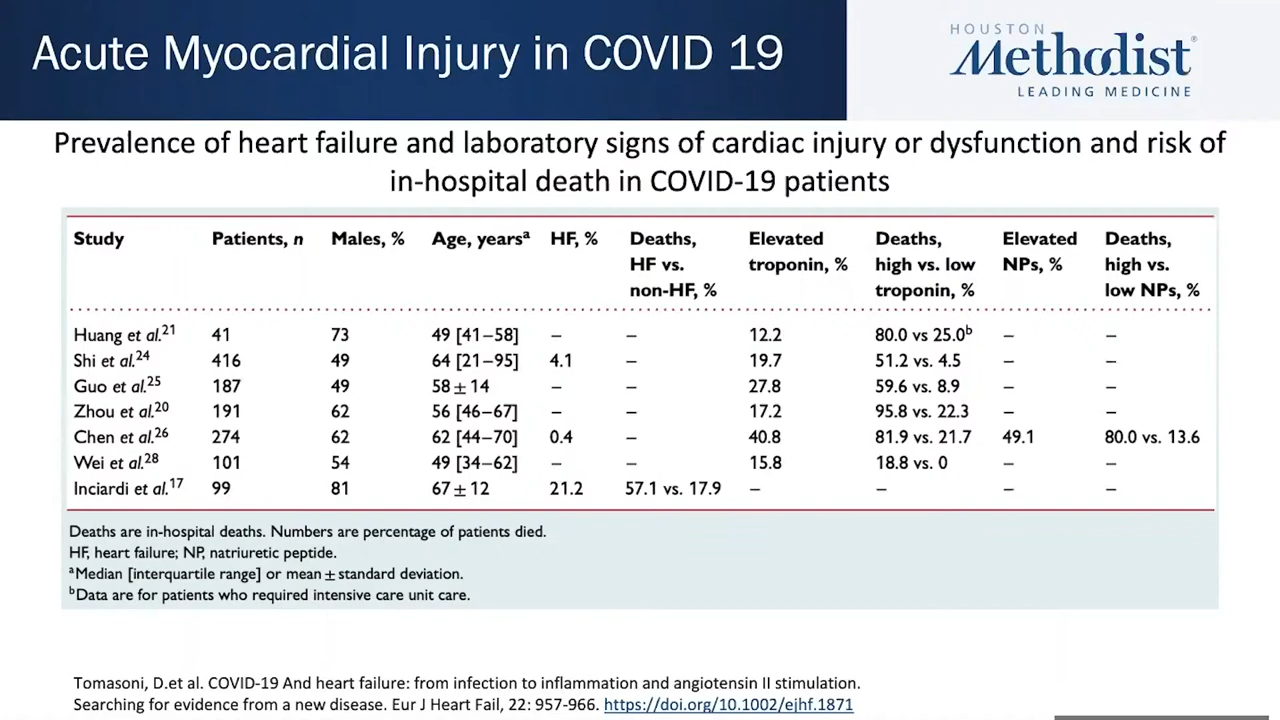 Acute Myocardial Injury in COVID 19
HOUSTON
Methodist®
LEADING MEDICINE
Prevalence of heart failure and laboratory signs of cardiac injury or dysfunction and risk of
in-hospital death in COVID-19 patients
Study Patients, n Males, % Age, yearsᵃ HF, % Deaths, HF vs. non-HF, % Elevated troponin, % Deaths, high vs. low troponin, % Elevated NPs, % Deaths, high vs. low NPs, %
Huang et al.²¹ 41 73 49 [41–58] – – 12.2 80.0 vs 25.0ᵇ – –
Shi et al.²⁴ 416 49 64 [21–95] 4.1 – 19.7 51.2 vs. 4.5 – –
Guo et al.²⁵ 187 49 58 ± 14 – – 27.8 59.6 vs. 8.9 – –
Zhou et al.²⁰ 191 62 56 [46–67] – – 17.2 95.8 vs. 22.3 – –
Chen et al.²⁶ 274 62 62 [44–70] 0.4 – 40.8 81.9 vs. 21.7 49.1 80.0 vs. 13.6
Wei et al.²⁸ 101 54 49 [34–62] – – 15.8 18.8 vs. 0 – –
Inciardi et al.¹⁷ 99 81 67 ± 12 21.2 57.1 vs. 17.9 – – – –
Deaths are in-hospital deaths. Numbers are percentage of patients died.
HF, heart failure; NP, natriuretic peptide.
ᵃMedian [interquartile range] or mean ± standard deviation.
ᵇData are for patients who required intensive care unit care.
Tomasoni, D.et al. COVID-19 And heart failure: from infection to inflammation and angiotensin II stimulation.
Searching for evidence from a new disease. Eur J Heart Fail, 22: 957-966. https://doi.org/10.1002/ejhf.1871